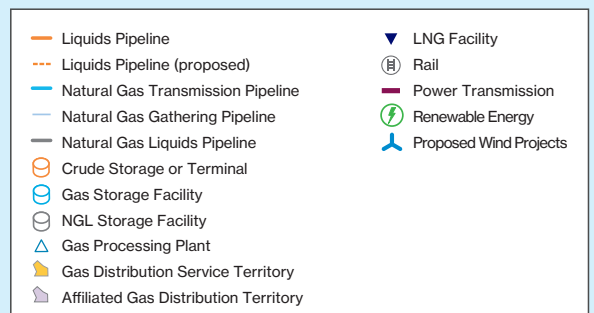 Liquids Pipeline
Liquids Pipeline (proposed)
Natural Gas Transmission Pipeline
Natural Gas Gathering Pipeline
Natural Gas Liquids Pipeline
Crude Storage or Terminal
Gas Storage Facility
NGL Storage Facility
Gas Processing Plant
Gas Distribution Service Territory
Affiliated Gas Distribution Territory
LNG Facility
Rail
Power Transmission
Renewable Energy
Proposed Wind Projects